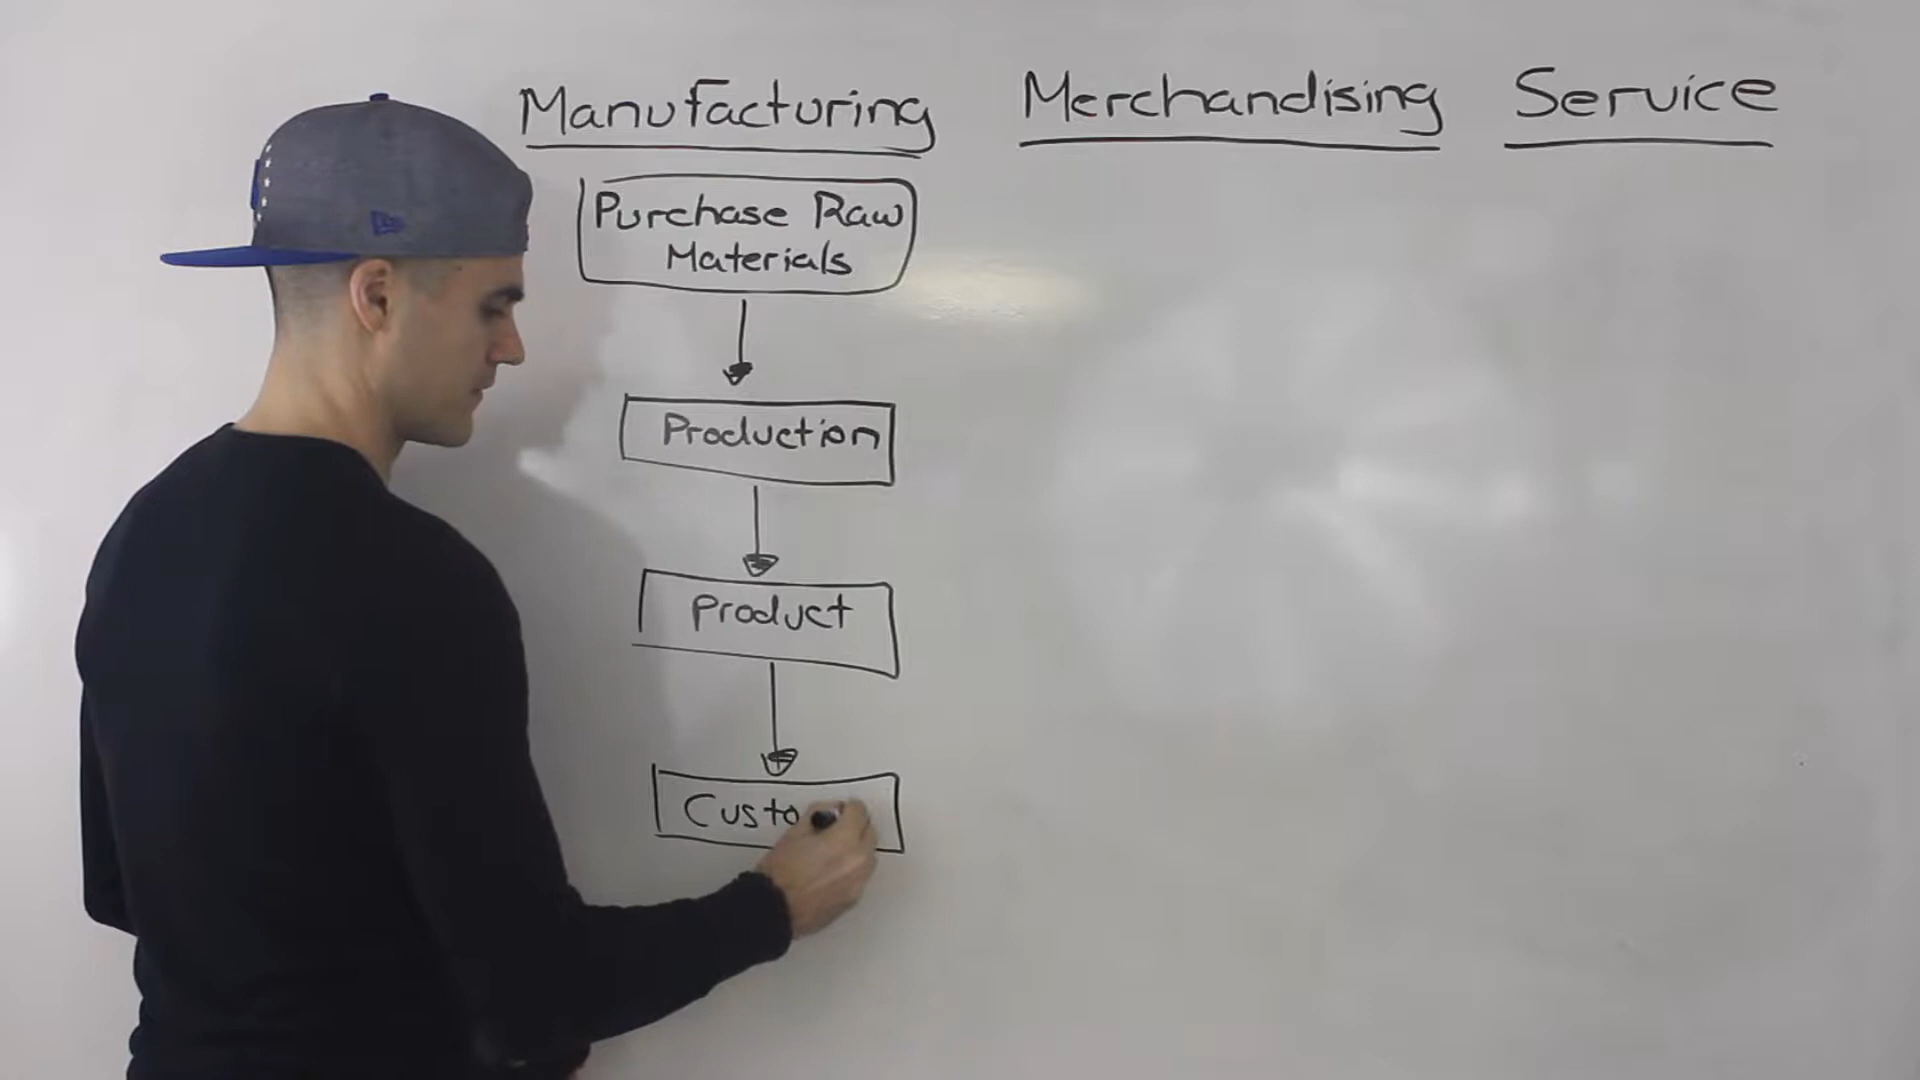 Manufacturing
Merchandising
Service
Purchase Raw
Materials
Production
Product
Custo